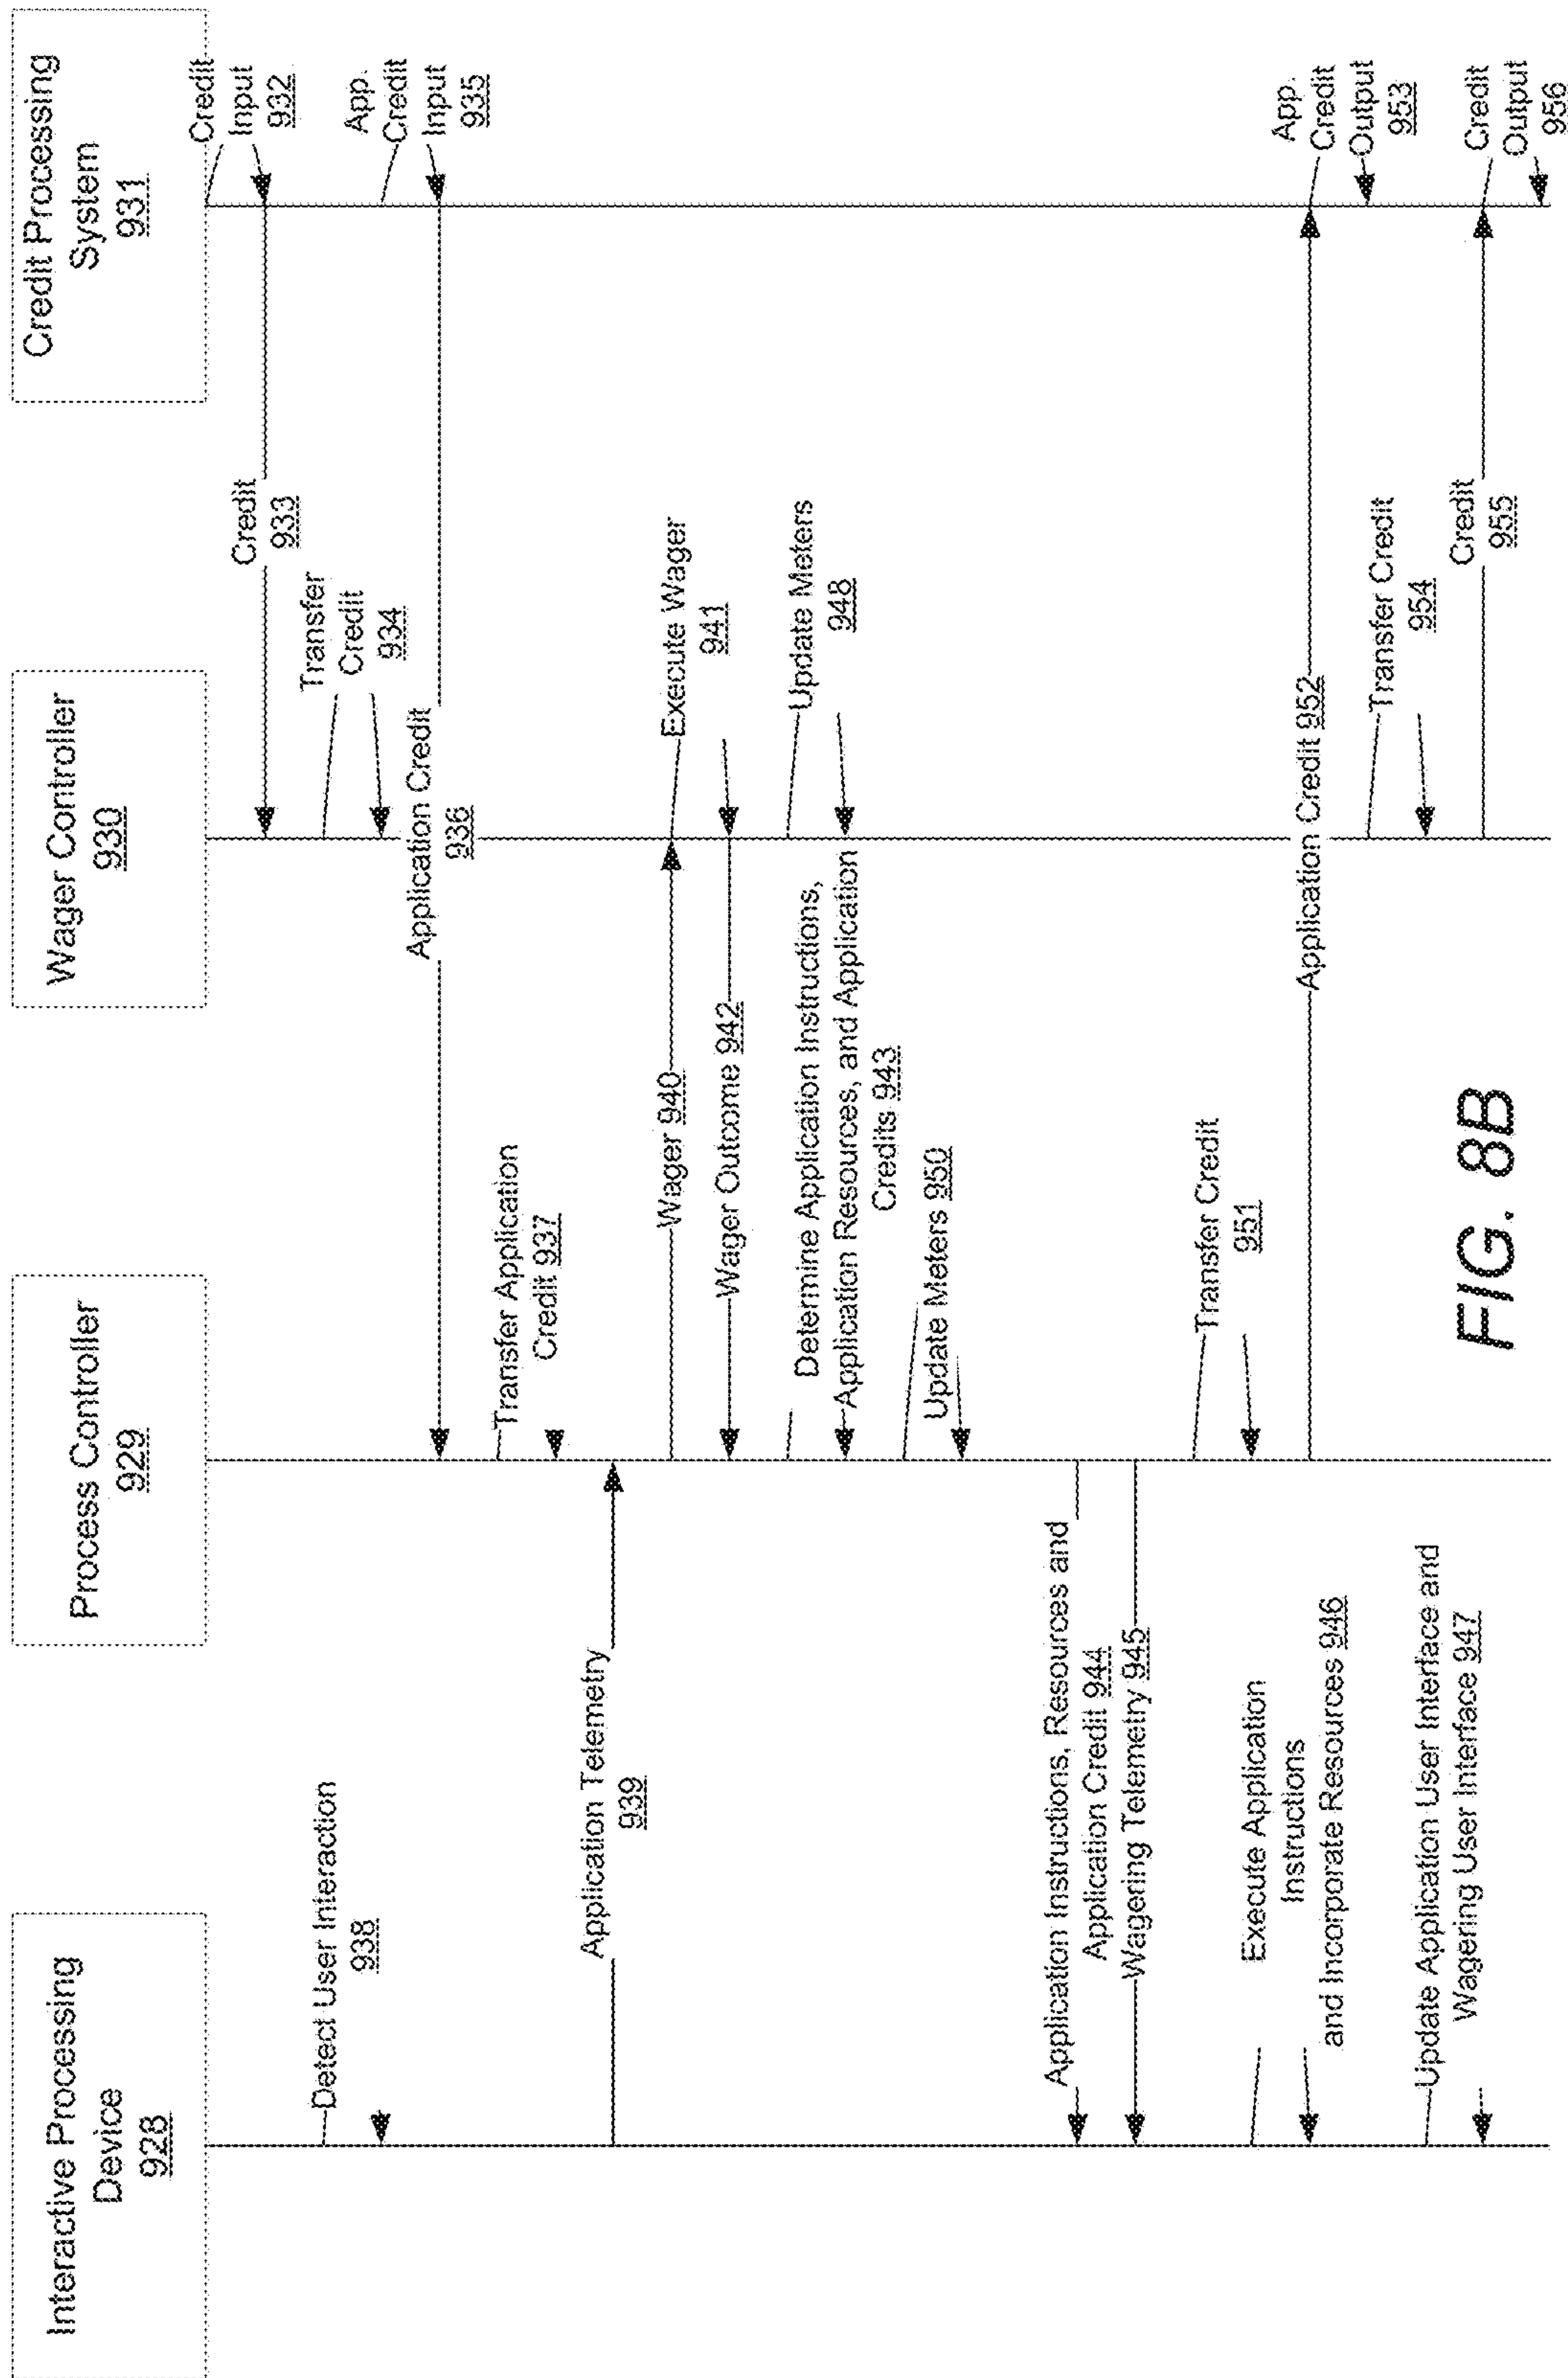 Interactive Processing
Device
928
Process Controller
929
Wager Controller
930
Credit Processing
System
931
Credit
Input
932
Credit
933
Detect User Interaction
938
Transfer
Credit
934
App.
Credit
Input
935
Application Credit
936
Transfer Application
Credit 937
Application Telemetry
939
Wager 940
Execute Wager
941
Wager Outcome 942
Determine Application Instructions,
Application Resources, and Application
Credits 943
Update Meters
948
Update Meters 950
Application Instructions, Resources and
Application Credit 944
Wagering Telemetry 945
Transfer Credit
951
Execute Application
Instructions
and Incorporate Resources 946
Application Credit 952
App.
Credit
Output
953
Transfer Credit
954
Update Application User Interface and
Wagering User Interface 947
Credit
955
Credit
Output
956
FIG. 8B